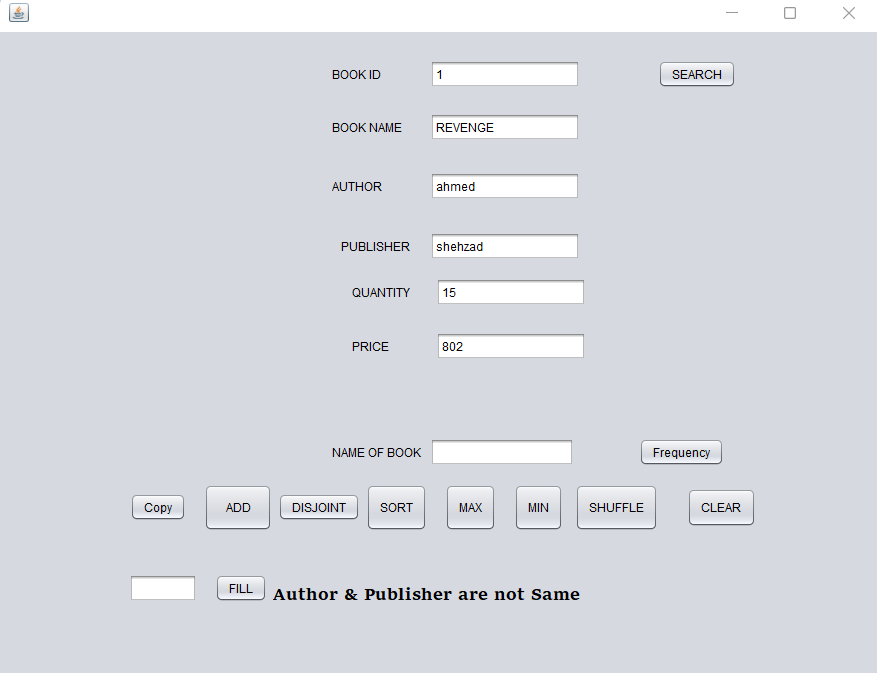 BOOK ID 1 SEARCH
BOOK NAME REVENGE
AUTHOR ahmed
PUBLISHER shehzad
QUANTITY 15
PRICE 802
NAME OF BOOK Frequency
Copy ADD DISJOINT SORT MAX MIN SHUFFLE CLEAR
FILL Author & Publisher are not Same